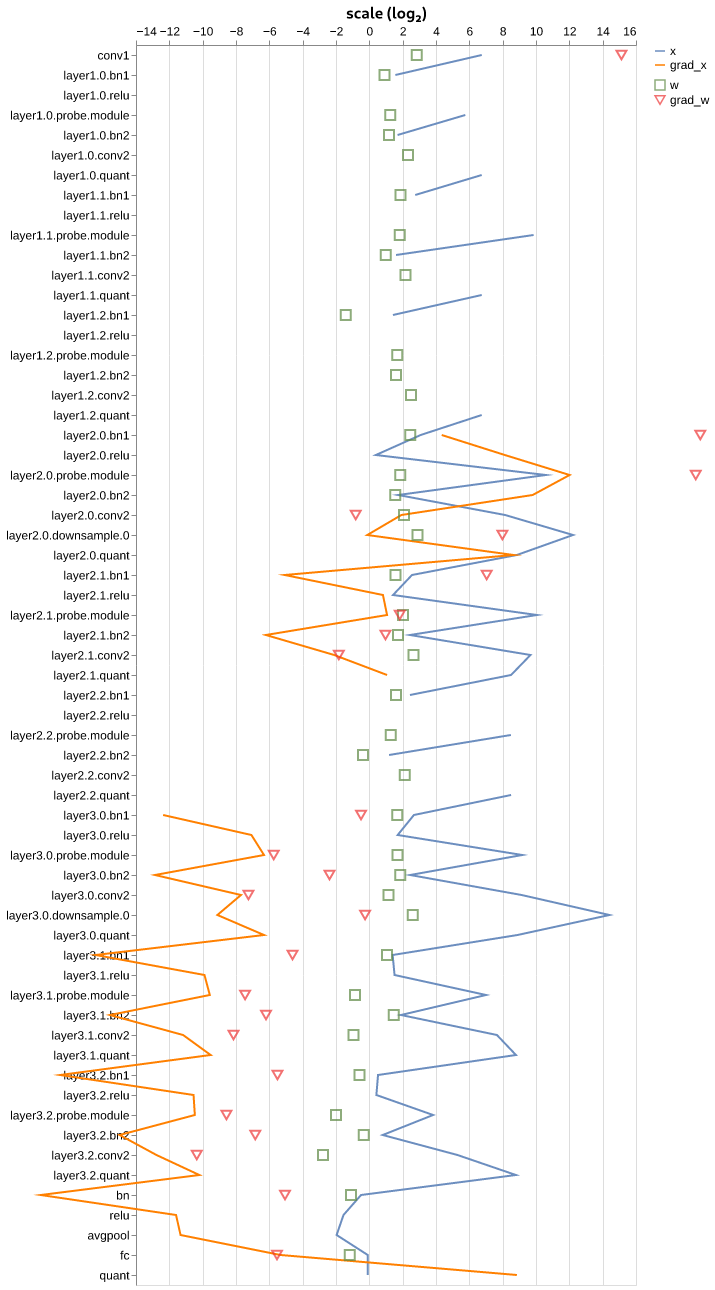 scale (log₂)
−14 −12 −10 −8 −6 −4 −2 0 2 4 6 8 10 12 14 16
x
grad_x
w
grad_w
conv1
layer1.0.bn1
layer1.0.relu
layer1.0.probe.module
layer1.0.bn2
layer1.0.conv2
layer1.0.quant
layer1.1.bn1
layer1.1.relu
layer1.1.probe.module
layer1.1.bn2
layer1.1.conv2
layer1.1.quant
layer1.2.bn1
layer1.2.relu
layer1.2.probe.module
layer1.2.bn2
layer1.2.conv2
layer1.2.quant
layer2.0.bn1
layer2.0.relu
layer2.0.probe.module
layer2.0.bn2
layer2.0.conv2
layer2.0.downsample.0
layer2.0.quant
layer2.1.bn1
layer2.1.relu
layer2.1.probe.module
layer2.1.bn2
layer2.1.conv2
layer2.1.quant
layer2.2.bn1
layer2.2.relu
layer2.2.probe.module
layer2.2.bn2
layer2.2.conv2
layer2.2.quant
layer3.0.bn1
layer3.0.relu
layer3.0.probe.module
layer3.0.bn2
layer3.0.conv2
layer3.0.downsample.0
layer3.0.quant
layer3.1.bn1
layer3.1.relu
layer3.1.probe.module
layer3.1.bn2
layer3.1.conv2
layer3.1.quant
layer3.2.bn1
layer3.2.relu
layer3.2.probe.module
layer3.2.bn2
layer3.2.conv2
layer3.2.quant
bn
relu
avgpool
fc
quant